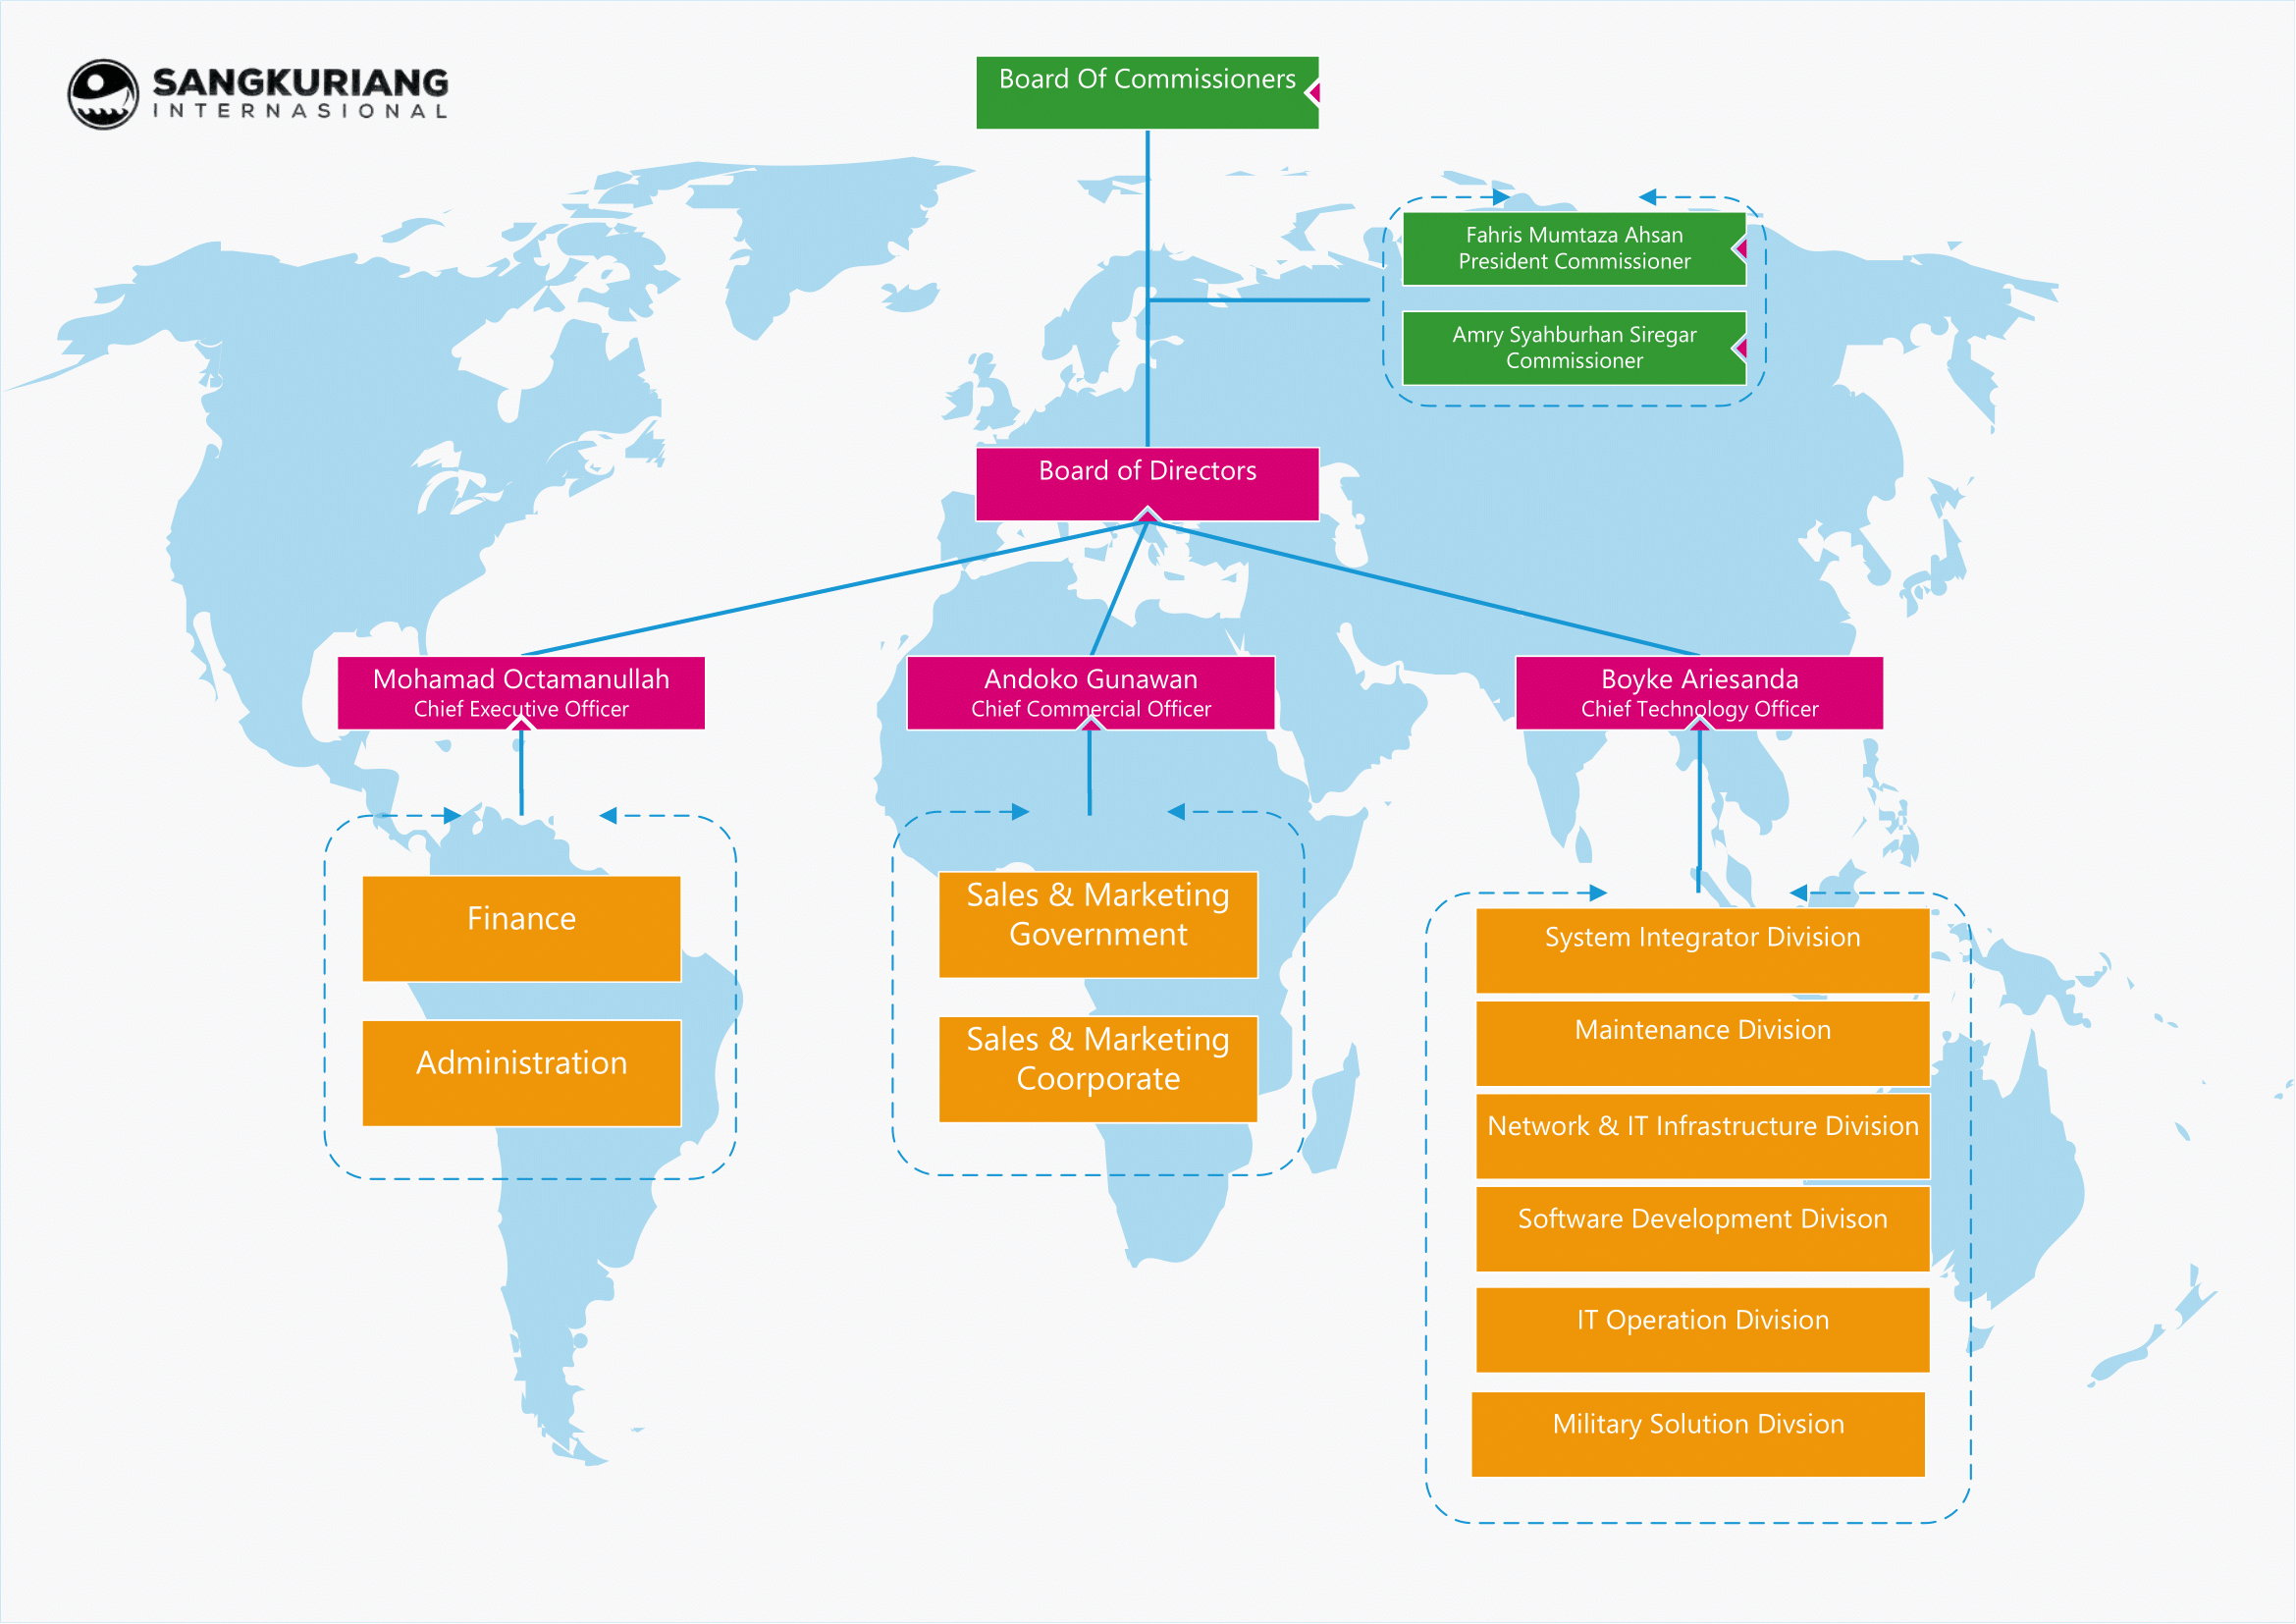 SANGKURIANG
INTERNASIONAL
Board Of Commissioners
Fahris Mumtaza Ahsan
President Commissioner
Amry Syahburhan Siregar
Commissioner
Board of Directors
Mohamad Octamanullah
Chief Executive Officer
Andoko Gunawan
Chief Commercial Officer
Boyke Ariesanda
Chief Technology Officer
Finance
Administration
Sales & Marketing
Government
Sales & Marketing
Coorporate
System Integrator Division
Maintenance Division
Network & IT Infrastructure Division
Software Development Divison
IT Operation Division
Military Solution Divsion